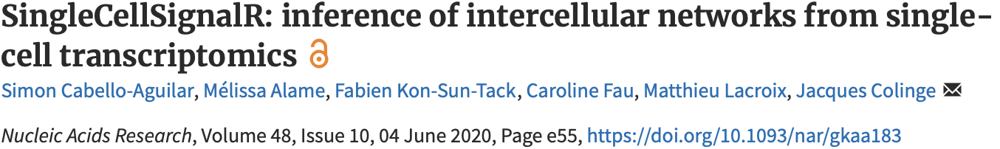 SingleCellSignalR: inference of intercellular networks from single-
cell transcriptomics
Simon Cabello-Aguilar, Mélissa Alame, Fabien Kon-Sun-Tack, Caroline Fau, Matthieu Lacroix, Jacques Colinge
Nucleic Acids Research, Volume 48, Issue 10, 04 June 2020, Page e55, https://doi.org/10.1093/nar/gkaa183